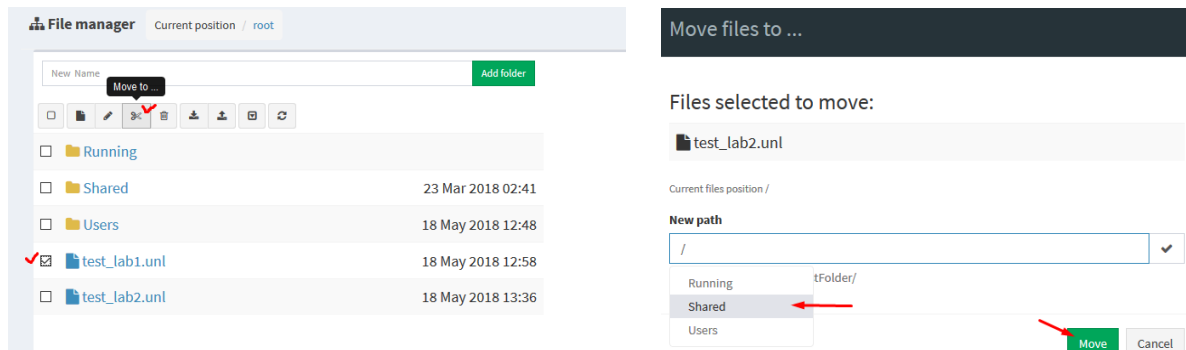 File manager Current position / root
New Name Add folder
Move to ...
Running
Shared 23 Mar 2018 02:41
Users 18 May 2018 12:48
test_lab1.unl 18 May 2018 12:58
test_lab2.unl 18 May 2018 13:36
Move files to ...
Files selected to move:
test_lab2.unl
Current files position /
New path
/
tFolder/
Running
Shared
Users
Move Cancel